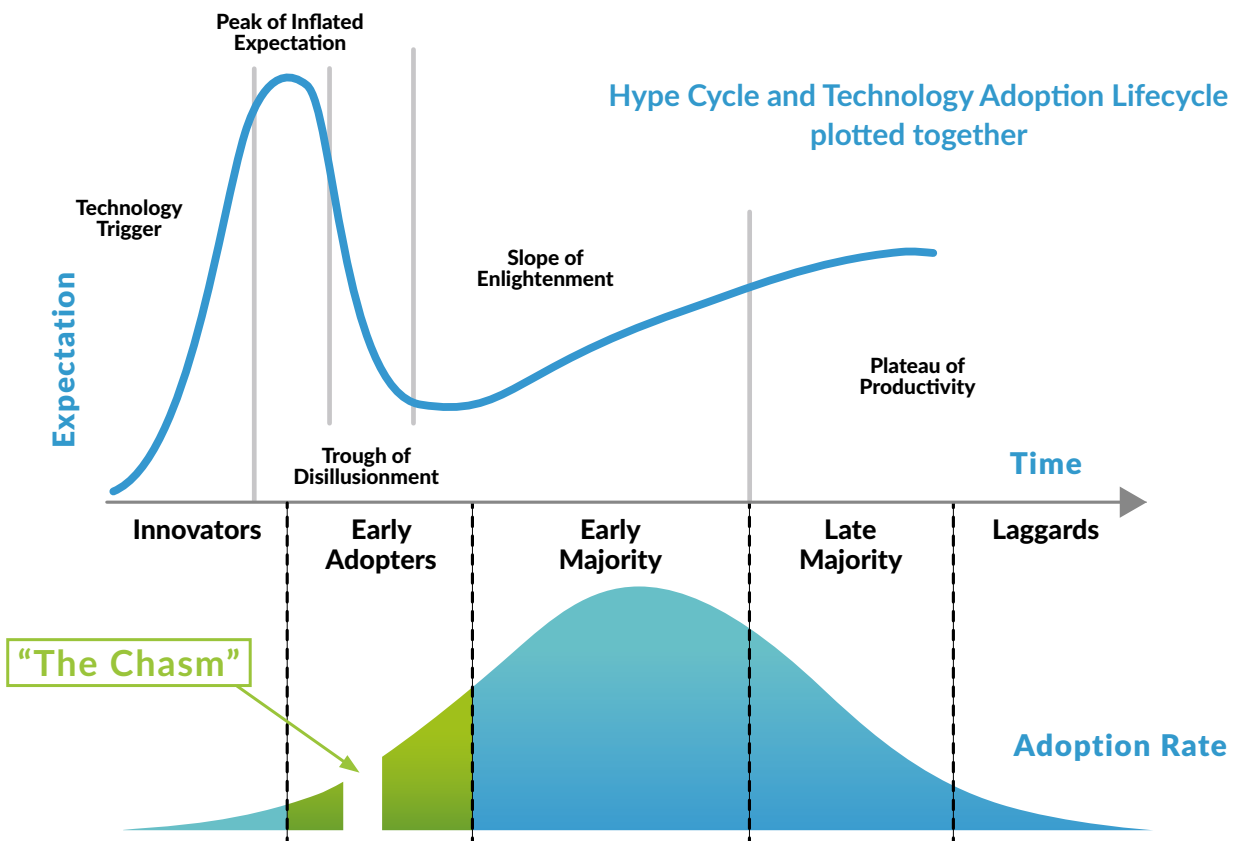 Peak of Inflated
Expectation
Hype Cycle and Technology Adoption Lifecycle
plotted together
Technology
Trigger
Slope of
Enlightenment
Expectation
Plateau of
Productivity
Trough of
Disillusionment
Time
Innovators
Early
Adopters
Early
Majority
Late
Majority
Laggards
“The Chasm”
Adoption Rate